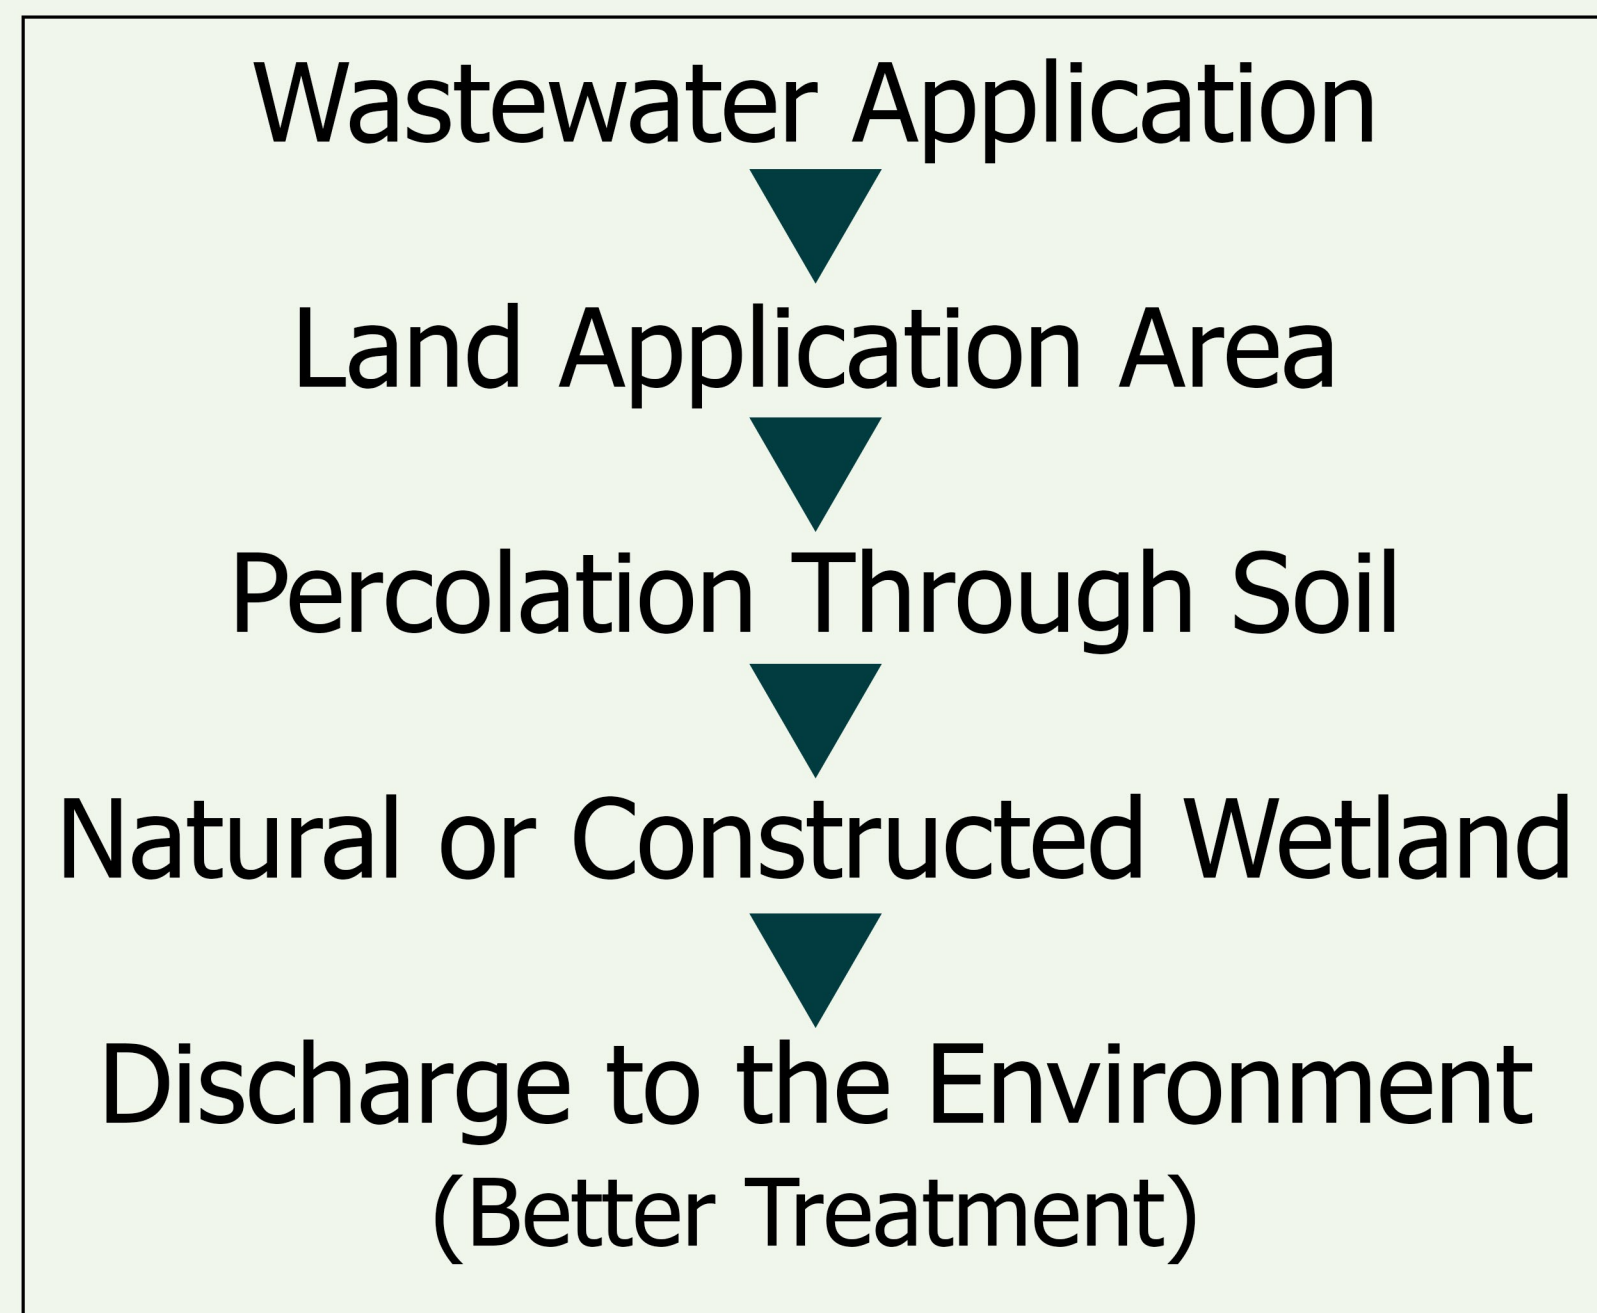 Wastewater Application
Land Application Area
Percolation Through Soil
Natural or Constructed Wetland
Discharge to the Environment
(Better Treatment)